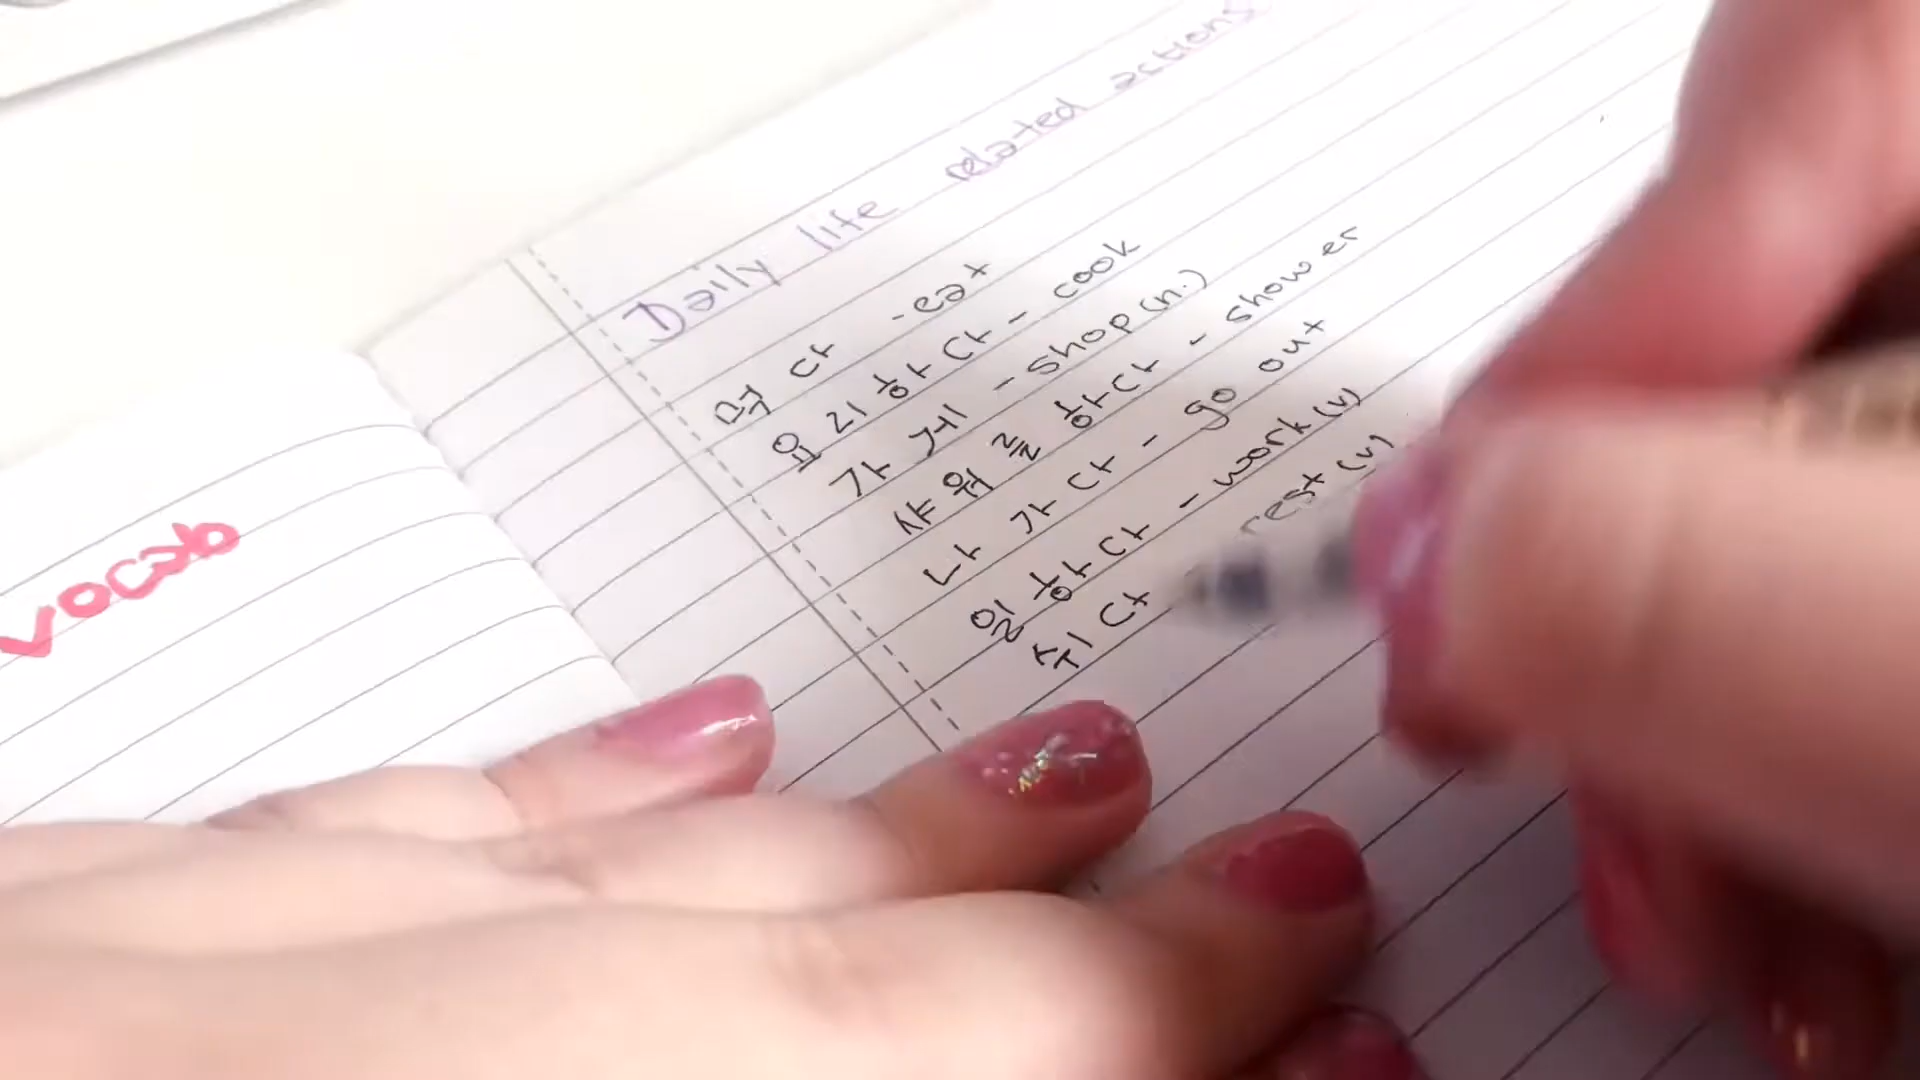 vocab
Daily life related actions
먹다 - eat
요리하다 - cook
가게 - shop (n.)
샤워를 하다 - shower
나가다 - go out
일하다 - work (v)
쉬다 rest (v)